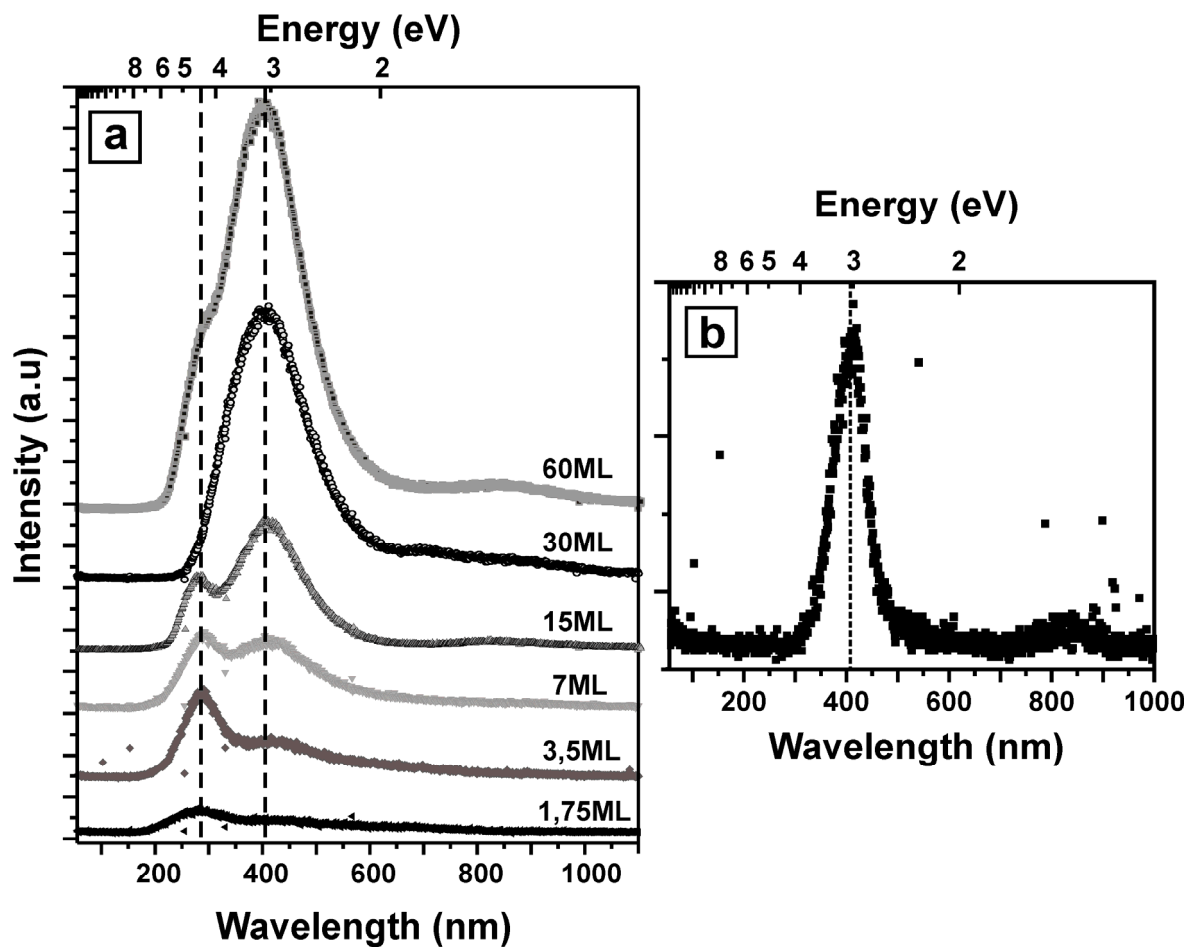 Energy (eV)
8 6 5 4 3 2
a
Intensity (a.u)
60ML
30ML
15ML
7ML
3,5ML
1,75ML
200 400 600 800 1000
Wavelength (nm)
Energy (eV)
8 6 5 4 3 2
b
200 400 600 800 1000
Wavelength (nm)